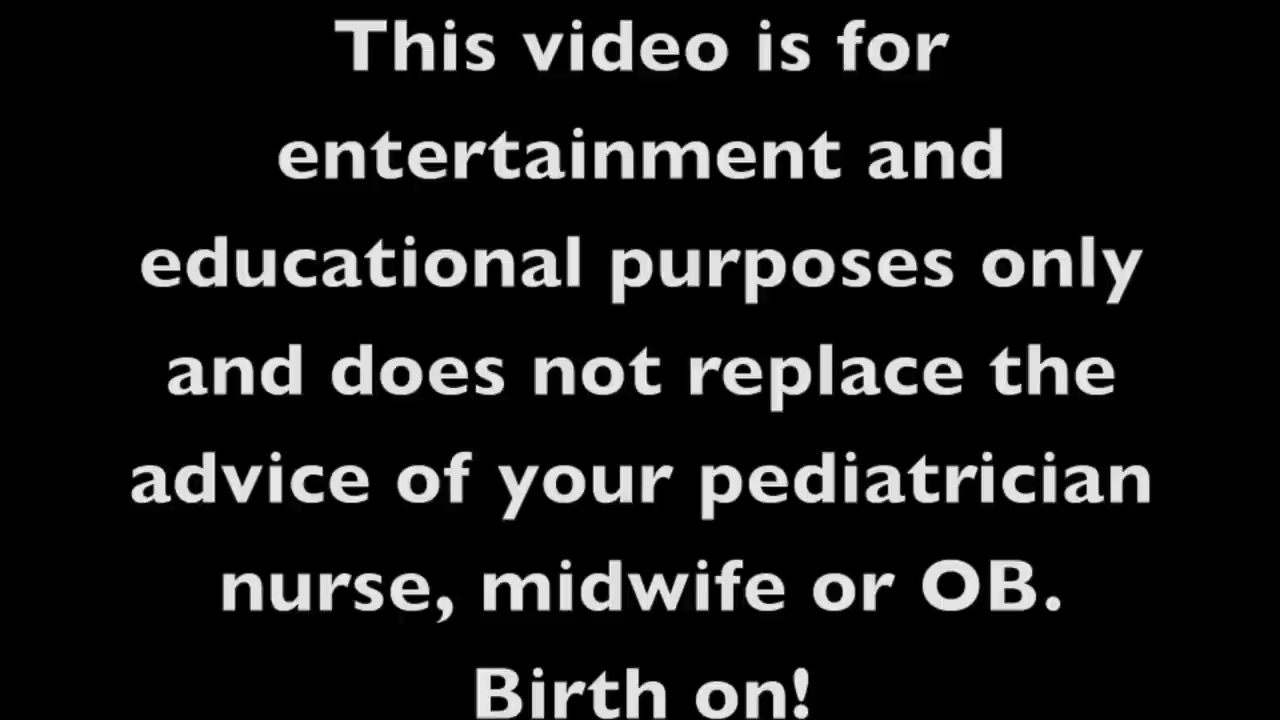 This video is for
entertainment and
educational purposes only
and does not replace the
advice of your pediatrician
nurse, midwife or OB.
Birth on!